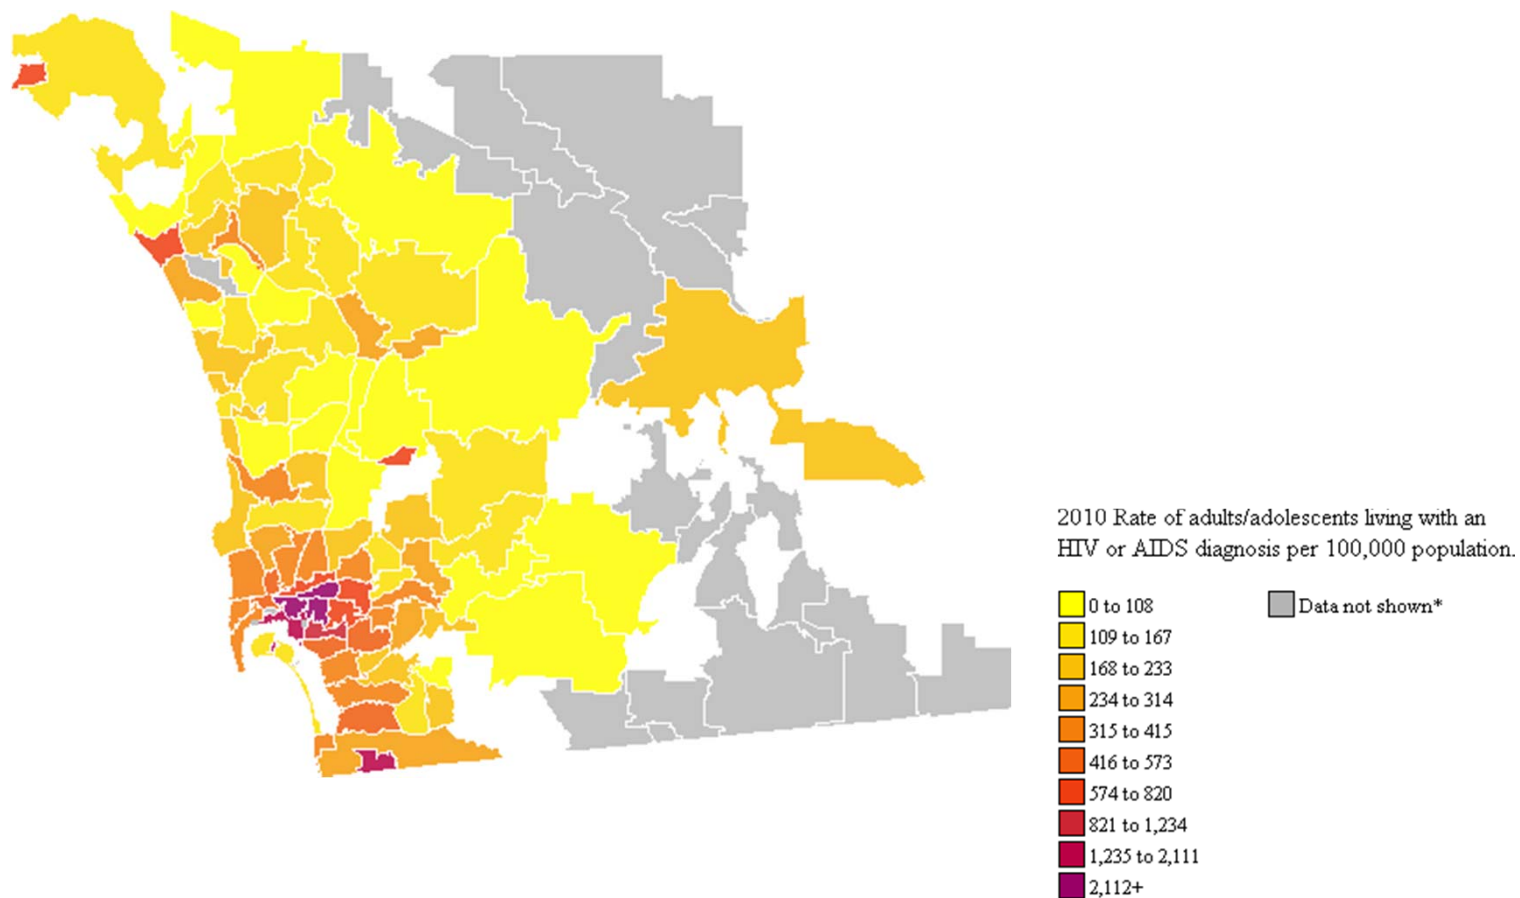 2010 Rate of adults/adolescents living with an
HIV or AIDS diagnosis per 100,000 population.
0 to 108
Data not shown*
109 to 167
168 to 233
234 to 314
315 to 415
416 to 573
574 to 820
821 to 1,234
1,235 to 2,111
2,112+